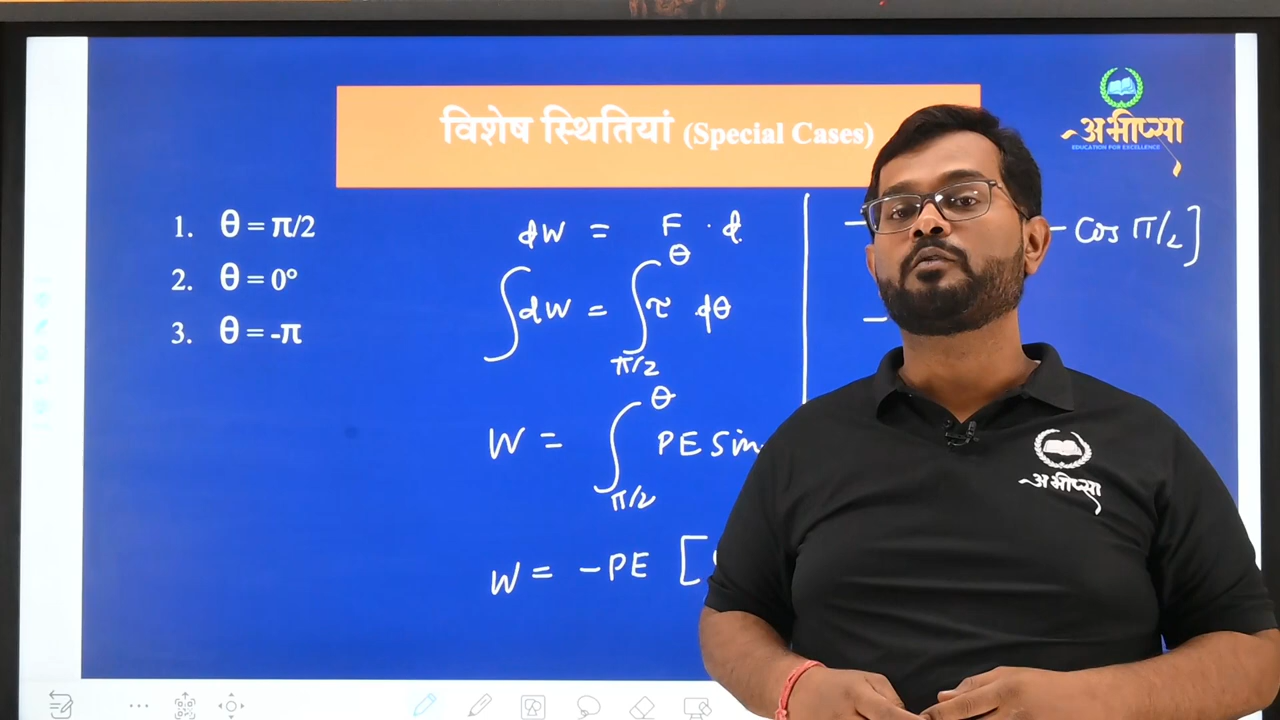 विशेष स्थितियां (Special Cases)
अभीप्सा
EDUCATION FOR EXCELLENCE
1. θ = π/2
2. θ = 0°
3. θ = -π
dW = F · d
∫dW = ∫ τ dθ
θ
π/2
W = ∫ PE Sin
θ
π/2
W = -PE [
- cos π/2]
अभीप्सा